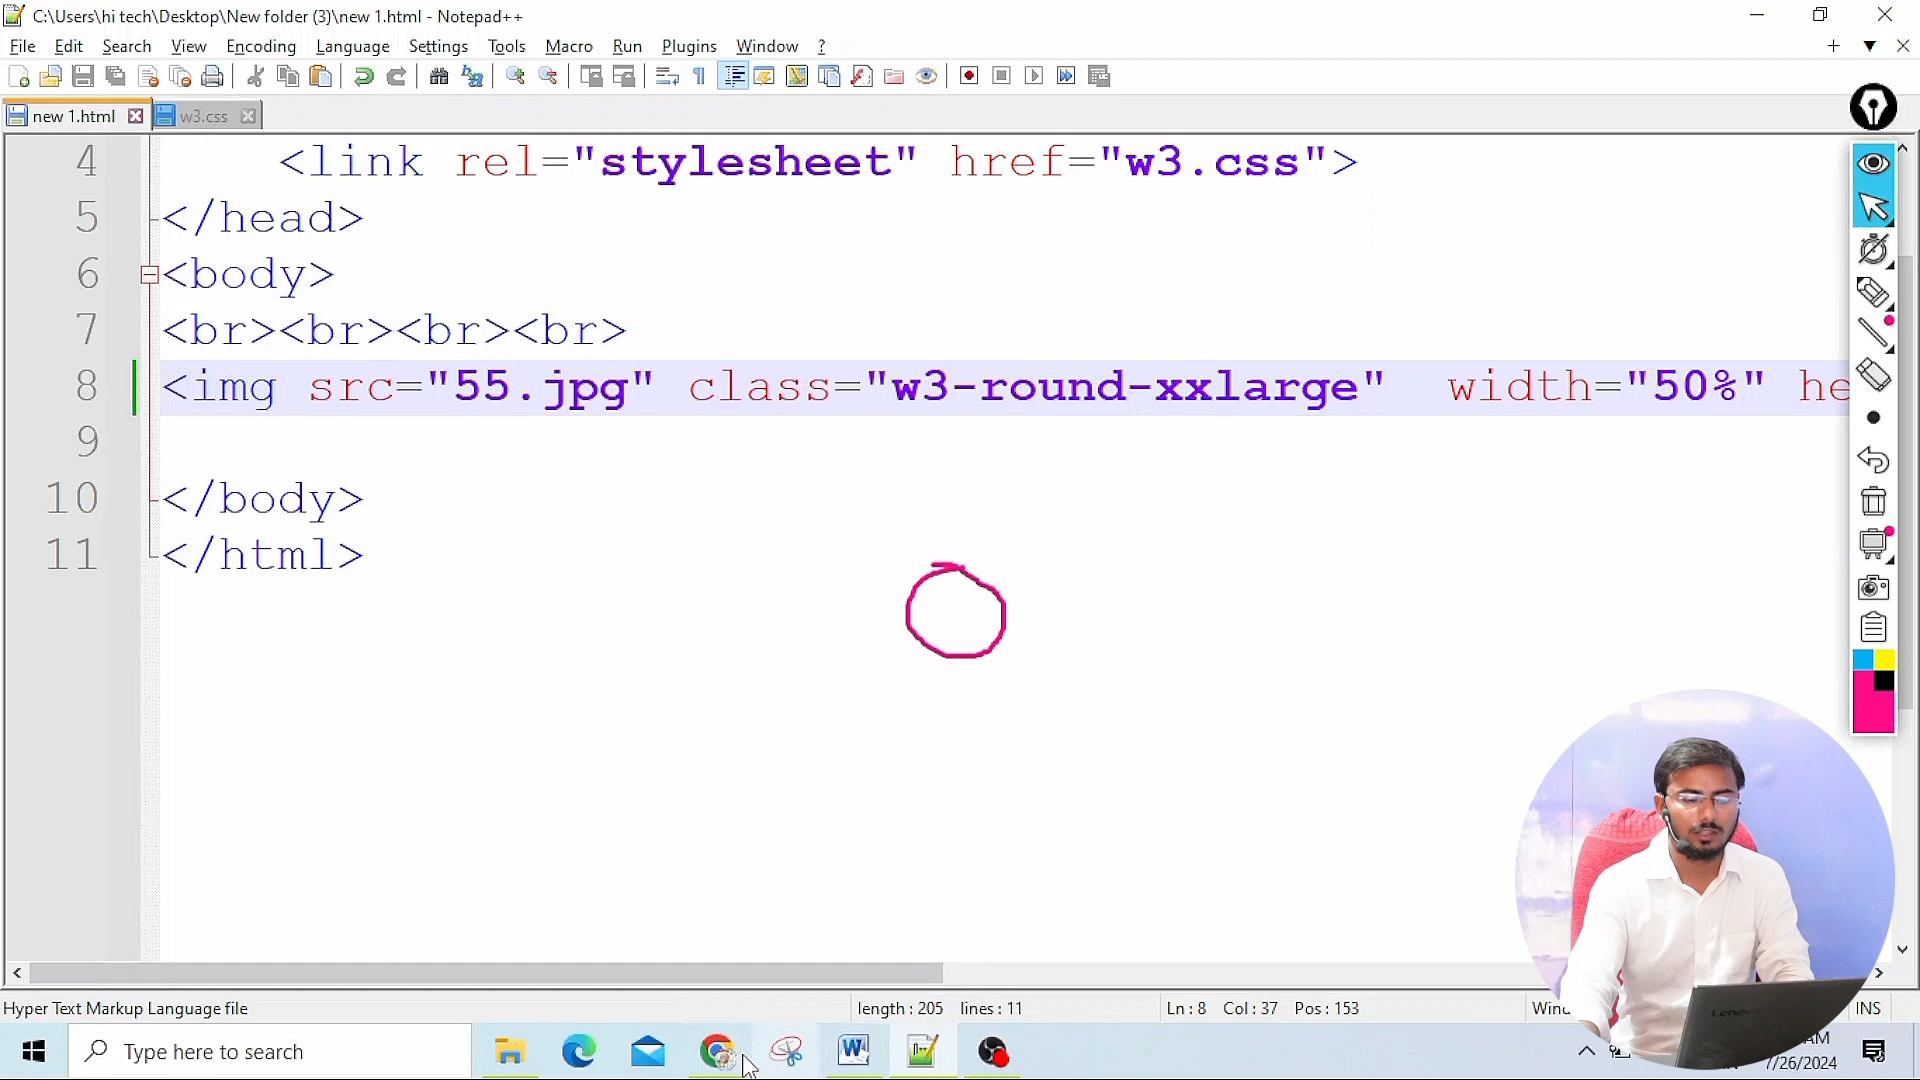 C:\Users\hi tech\Desktop\New folder (3)\new 1.html - Notepad++
File Edit Search View Encoding Language Settings Tools Macro Run Plugins Window ?
new 1.html w3.css
4 <link rel="stylesheet" href="w3.css">
5 </head>
6 <body>
7 <br><br><br><br>
8 <img src="55.jpg" class="w3-round-xxlarge"  width="50%" he
9
10 </body>
11 </html>
Hyper Text Markup Language file length : 205 lines : 11 Ln : 8 Col : 37 Pos : 153 Wind INS
Type here to search AM
7/26/2024
Lenovo